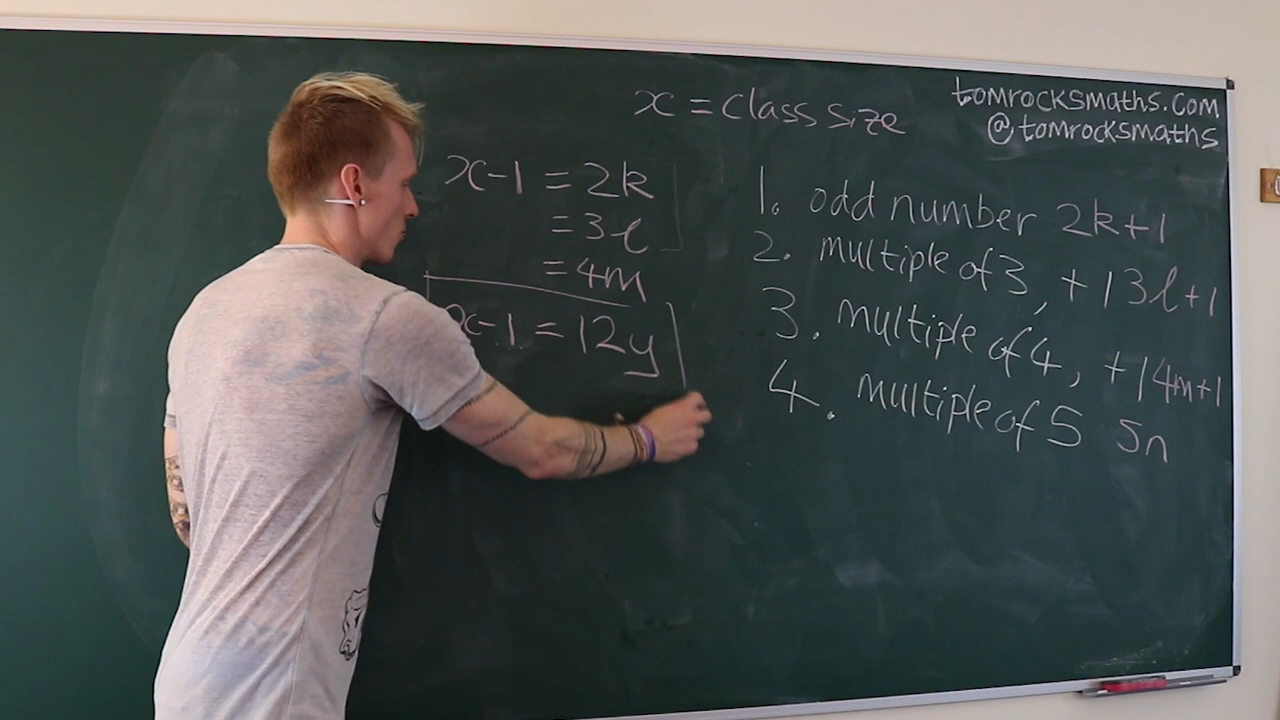 x = class size
tomrocksmaths.com
@tomrocksmaths
x-1 = 2k
= 3l
= 4m
x-1 = 12y
1. odd number 2k+1
2. multiple of 3, +1 3l+1
3. multiple of 4, +1 4m+1
4. multiple of 5 5n